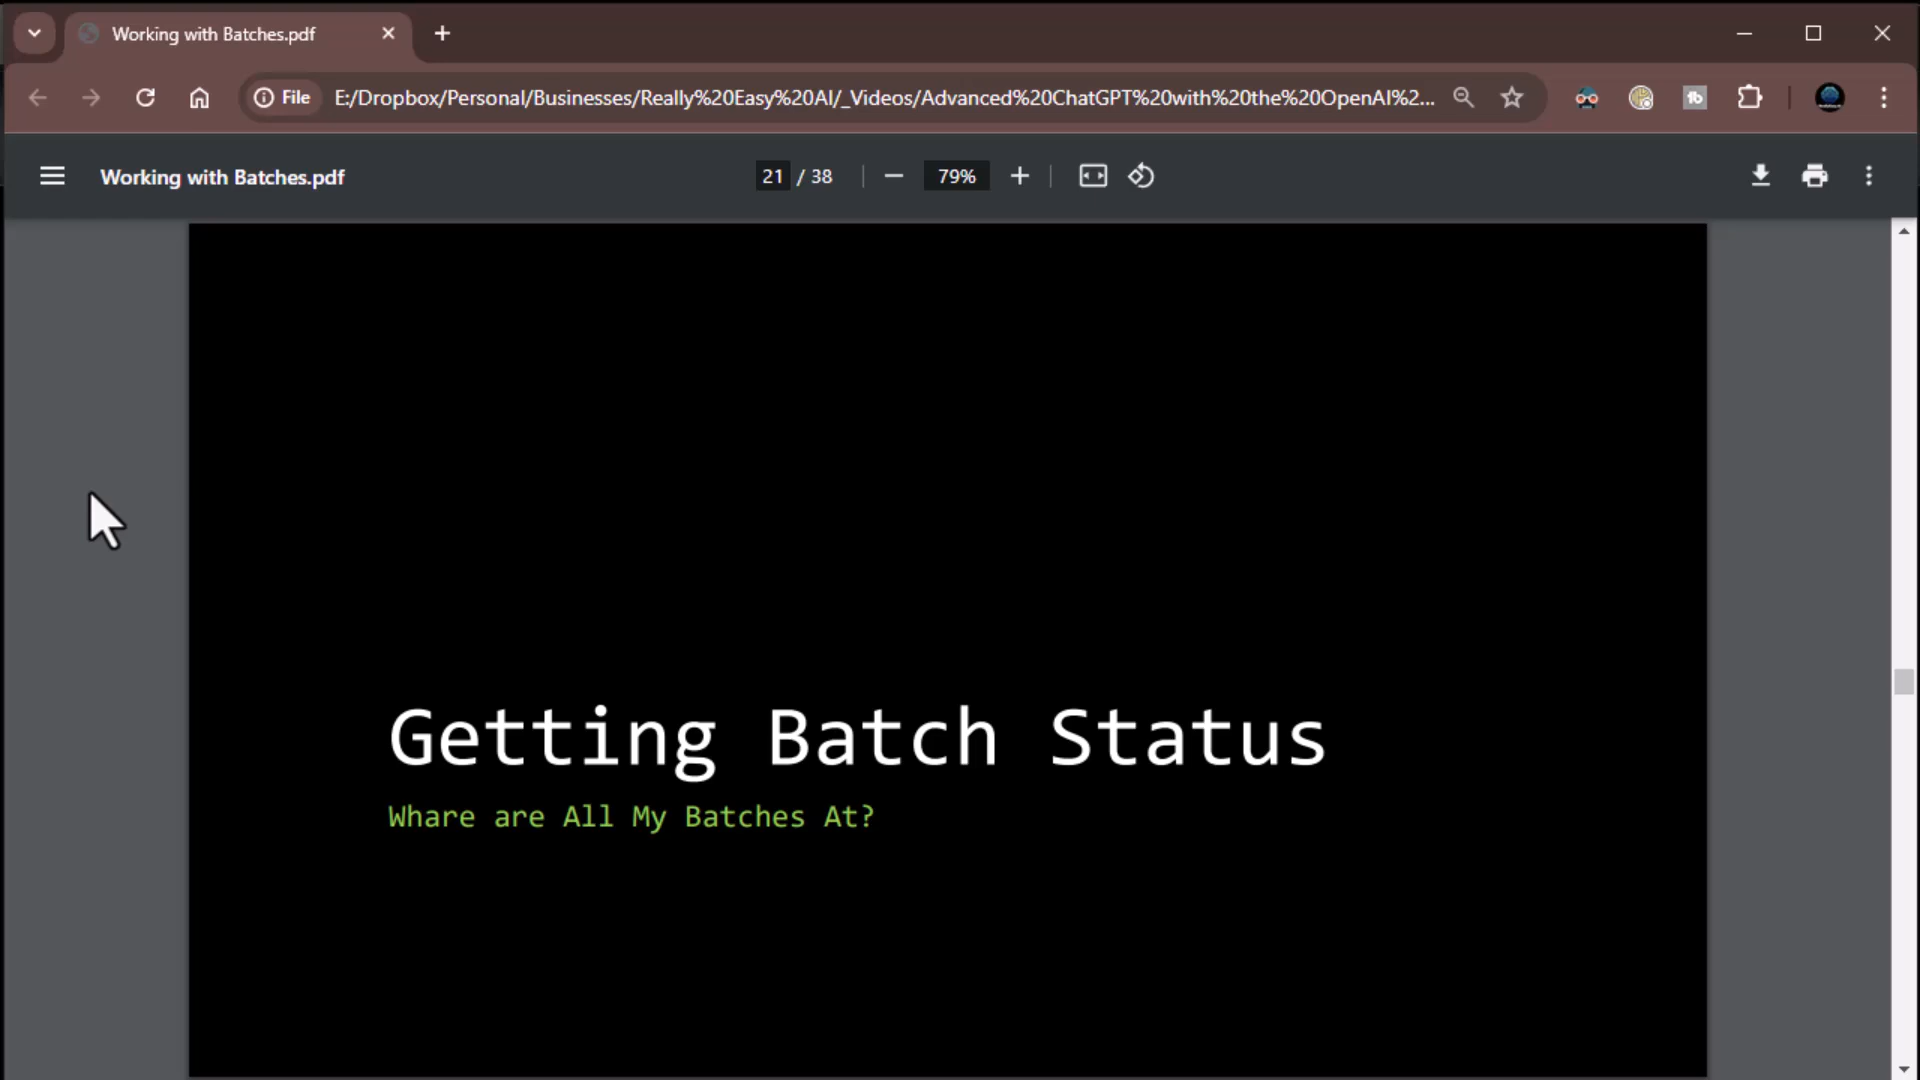 Working with Batches.pdf
File
E:/Dropbox/Personal/Businesses/Really%20Easy%20AI/_Videos/Advanced%20ChatGPT%20with%20the%20OpenAI%2...
tb
Working with Batches.pdf
21 / 38
79%
Getting Batch Status
Whare are All My Batches At?